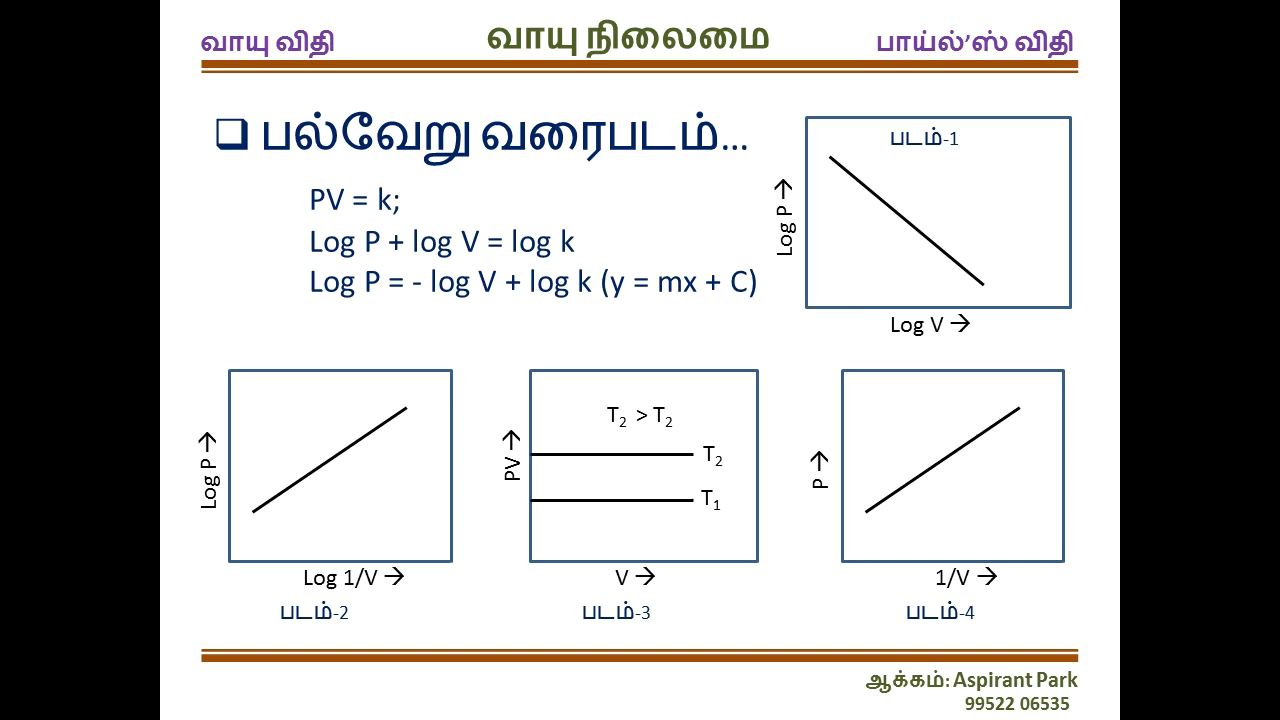 வாயு விதி
வாயு நிலைமை
பாய்ல்’ஸ் விதி
❑ பல்வேறு வரைபடம்...
PV = k;
Log P + log V = log k
Log P = - log V + log k (y = mx + C)
படம்-1
Log P →
Log V →
Log P →
Log 1/V →
படம்-2
T₂ > T₂
T₂
T₁
PV →
V →
படம்-3
P →
1/V →
படம்-4
ஆக்கம்: Aspirant Park
99522 06535